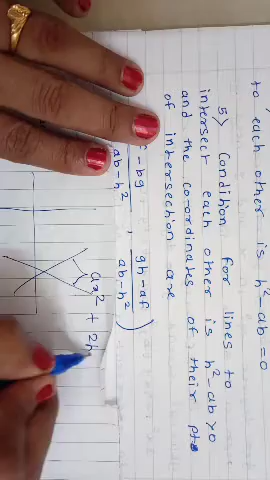 to each other is h²-ab=0
5> Condition for lines to
intersect each other is h²-ab>0
and the co-ordinates of their pt.
of intersection are
-bg / ab-h² , gh-af / ab-h² )
ax² + 2h